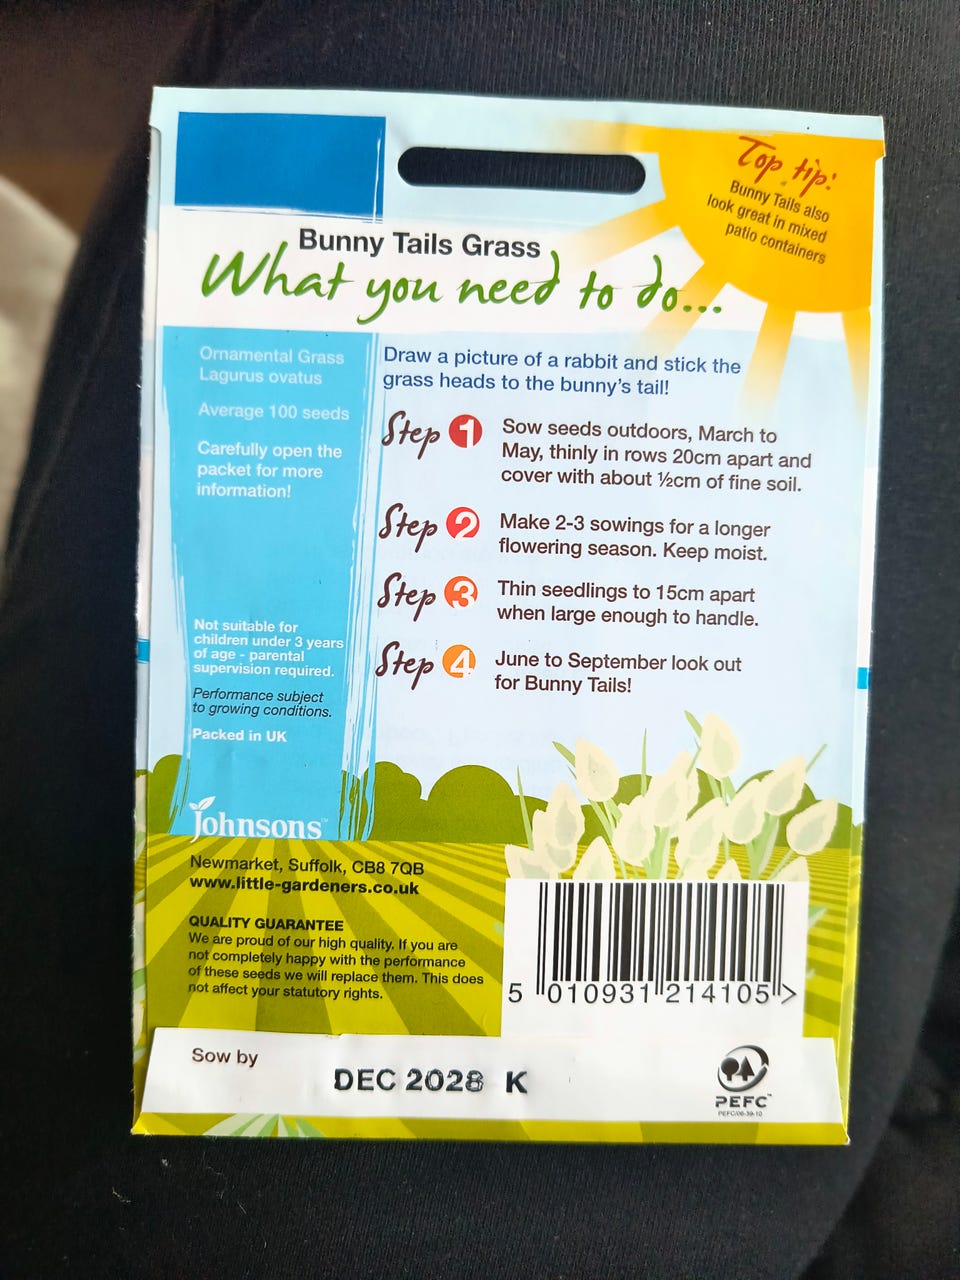 Top tip!
Bunny Tails also
look great in mixed
patio containers
Bunny Tails Grass
What you need to do...
Ornamental Grass
Lagurus ovatus
Average 100 seeds
Carefully open the
packet for more
information!
Not suitable for
children under 3 years
of age - parental
supervision required.
Performance subject
to growing conditions.
Packed in UK
Draw a picture of a rabbit and stick the
grass heads to the bunny's tail!
Step 1
Sow seeds outdoors, March to
May, thinly in rows 20cm apart and
cover with about ½cm of fine soil.
Step 2
Make 2-3 sowings for a longer
flowering season. Keep moist.
Step 3
Thin seedlings to 15cm apart
when large enough to handle.
Step 4
June to September look out
for Bunny Tails!
Johnsons™
Newmarket, Suffolk, CB8 7QB
www.little-gardeners.co.uk
QUALITY GUARANTEE
We are proud of our high quality. If you are
not completely happy with the performance
of these seeds we will replace them. This does
not affect your statutory rights.
5 010931 214105 >
Sow by
DEC 2028 K
PEFC™
PEFC/06-39-10